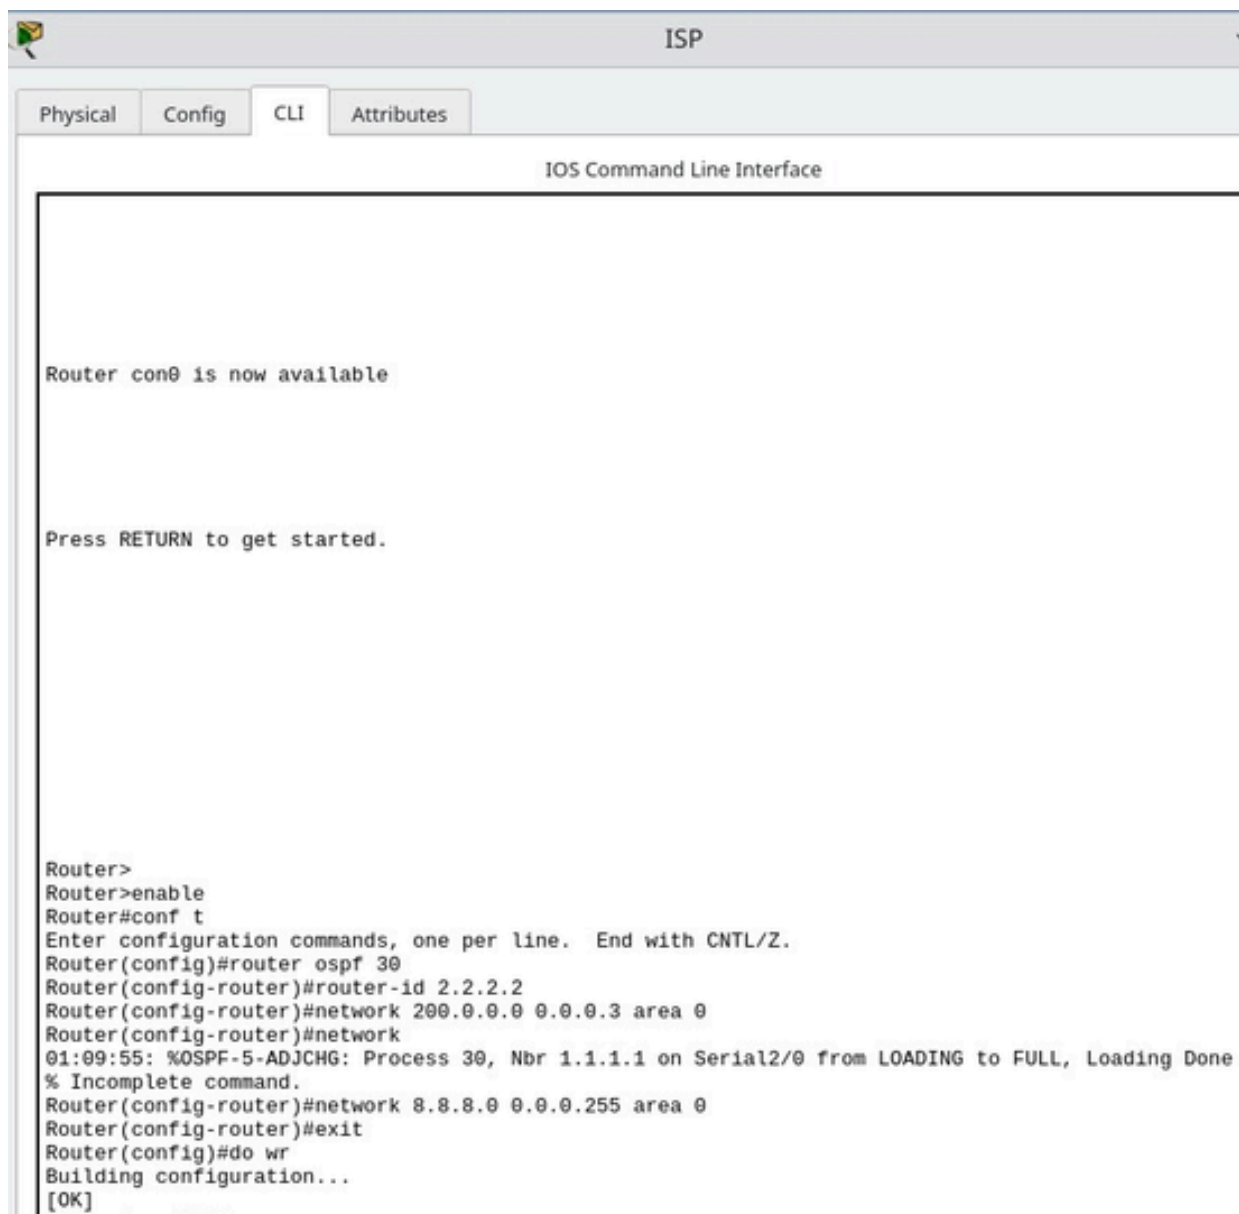 ISP
Physical Config CLI Attributes
IOS Command Line Interface
Router con0 is now available
Press RETURN to get started.
Router>
Router>enable
Router#conf t
Enter configuration commands, one per line.  End with CNTL/Z.
Router(config)#router ospf 30
Router(config-router)#router-id 2.2.2.2
Router(config-router)#network 200.0.0.0 0.0.0.3 area 0
Router(config-router)#network
01:09:55: %OSPF-5-ADJCHG: Process 30, Nbr 1.1.1.1 on Serial2/0 from LOADING to FULL, Loading Done
% Incomplete command.
Router(config-router)#network 8.8.8.0 0.0.0.255 area 0
Router(config-router)#exit
Router(config)#do wr
Building configuration...
[OK]